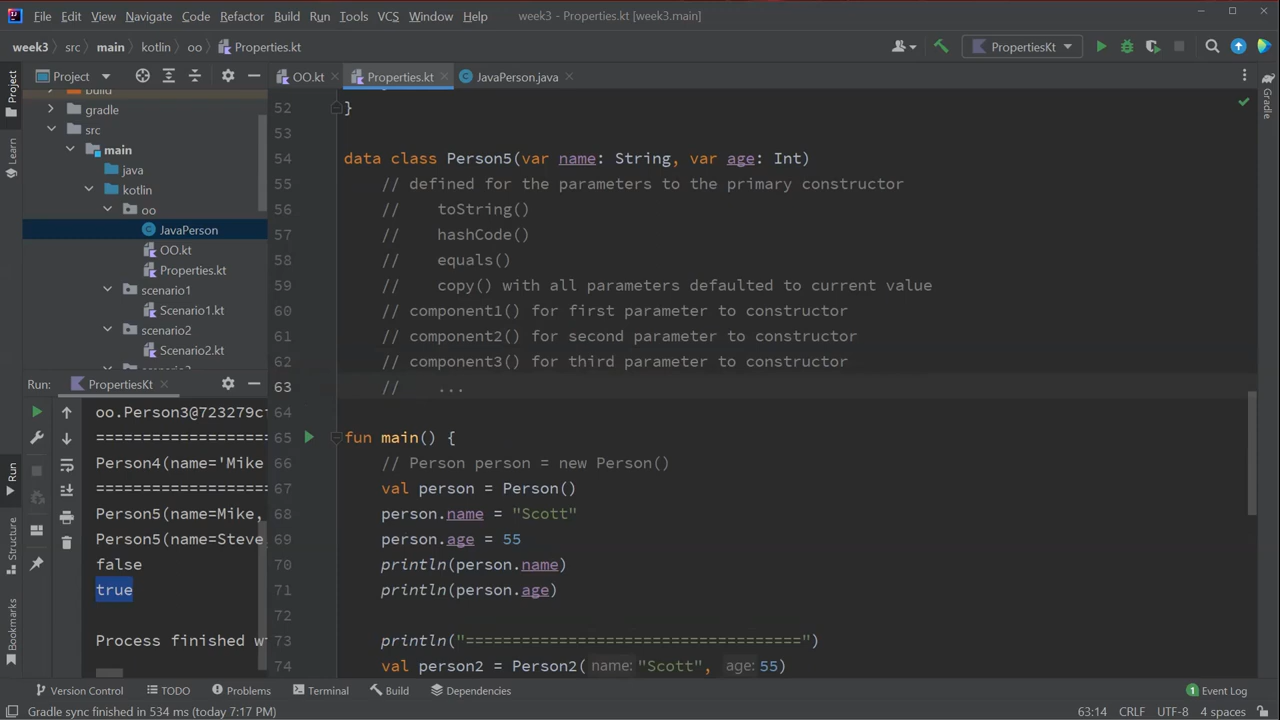 File Edit View Navigate Code Refactor Build Run Tools VCS Window Help week3 - Properties.kt [week3.main]
week3 src main kotlin oo Properties.kt PropertiesKt
Project OO.kt Properties.kt JavaPerson.java
build
gradle
src
main
java
kotlin
oo
JavaPerson
OO.kt
Properties.kt
scenario1
Scenario1.kt
scenario2
Scenario2.kt
52 }
53
54 data class Person5(var name: String, var age: Int)
55 // defined for the parameters to the primary constructor
56 // toString()
57 // hashCode()
58 // equals()
59 // copy() with all parameters defaulted to current value
60 // component1() for first parameter to constructor
61 // component2() for second parameter to constructor
62 // component3() for third parameter to constructor
63 // ...
64
65 fun main() {
66 // Person person = new Person()
67 val person = Person()
68 person.name = "Scott"
69 person.age = 55
70 println(person.name)
71 println(person.age)
72
73 println("====================================")
74 val person2 = Person2( name: "Scott", age: 55)
Run: PropertiesKt
oo.Person3@723279c
===================
Person4(name='Mike
===================
Person5(name=Mike,
Person5(name=Steve
false
true
Process finished w
Project
Learn
Run
Structure
Bookmarks
Gradle
Version Control TODO Problems Terminal Build Dependencies 1 Event Log
Gradle sync finished in 534 ms (today 7:17 PM) 63:14 CRLF UTF-8 4 spaces